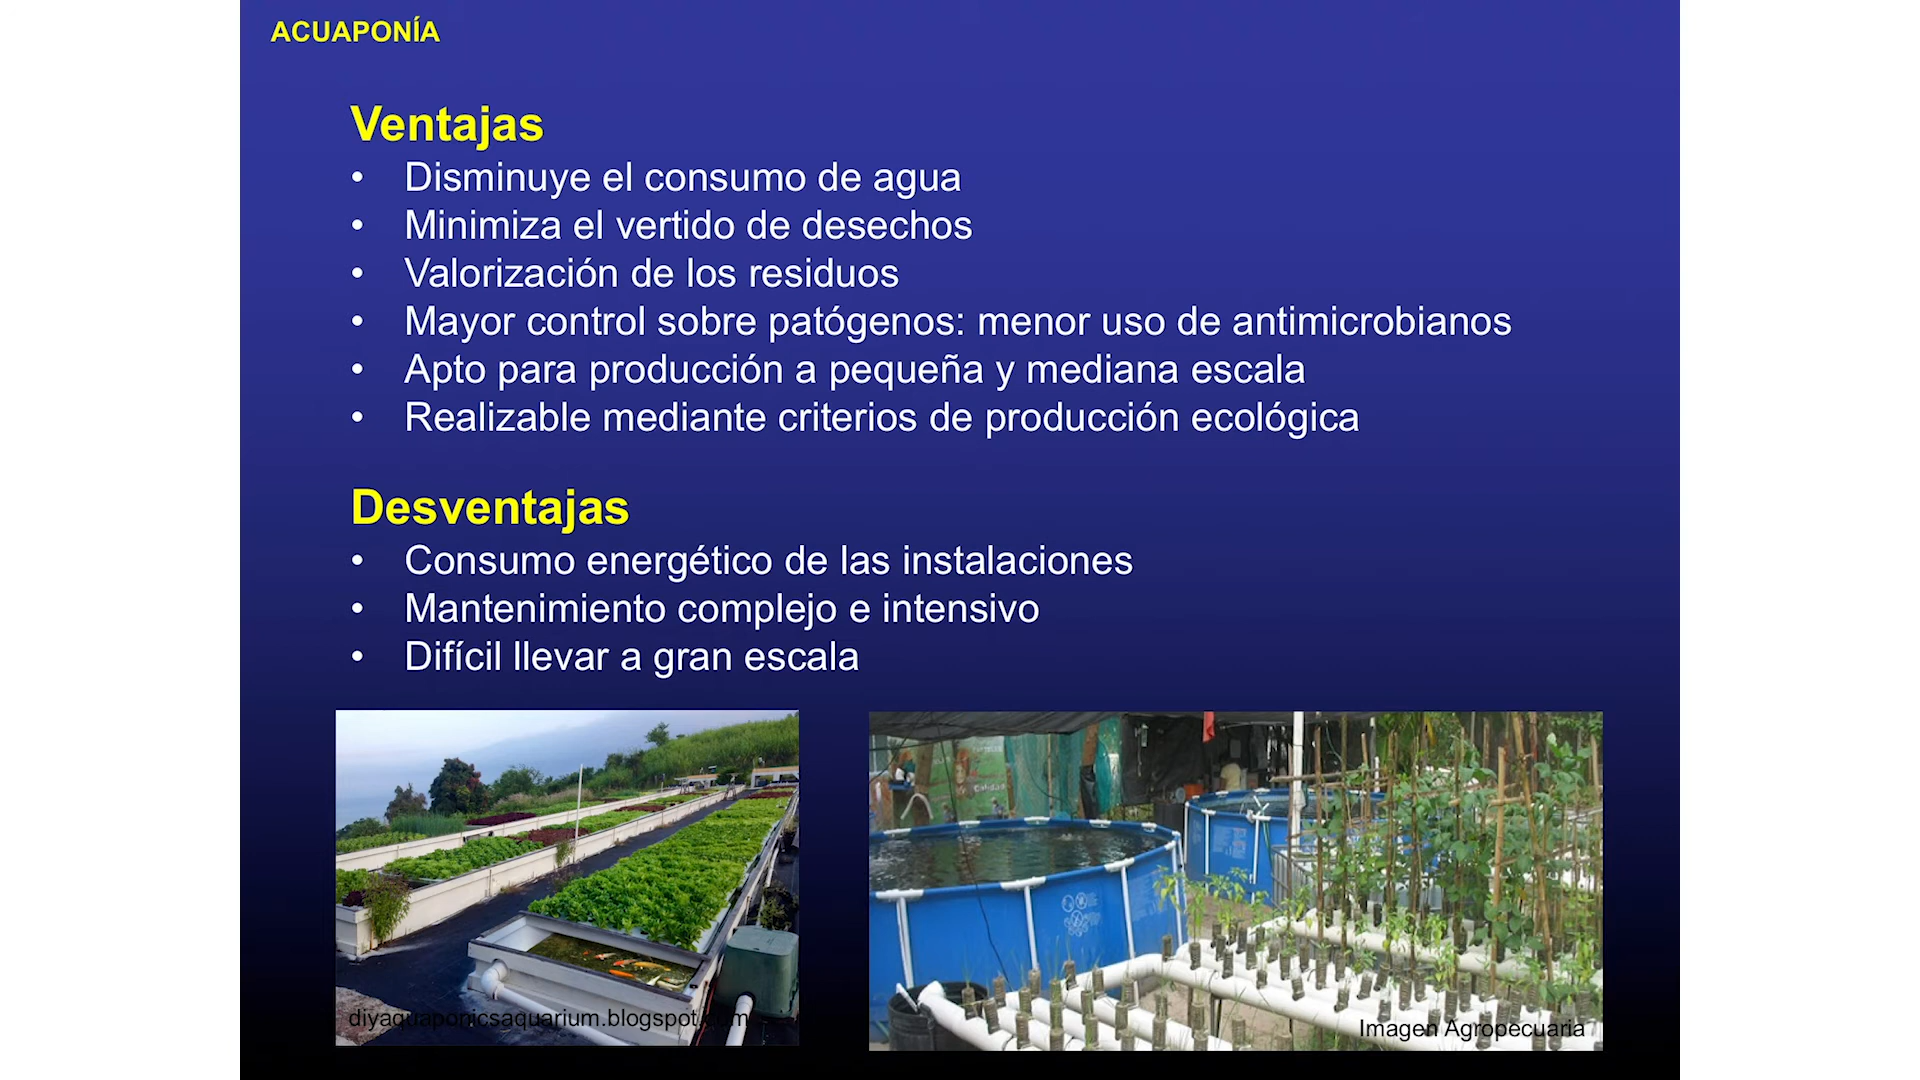 ACUAPONÍA
Ventajas
• Disminuye el consumo de agua
• Minimiza el vertido de desechos
• Valorización de los residuos
• Mayor control sobre patógenos: menor uso de antimicrobianos
• Apto para producción a pequeña y mediana escala
• Realizable mediante criterios de producción ecológica
Desventajas
• Consumo energético de las instalaciones
• Mantenimiento complejo e intensivo
• Difícil llevar a gran escala
diyaquaponicsaquarium.blogspot.com
Imagen Agropecuaria